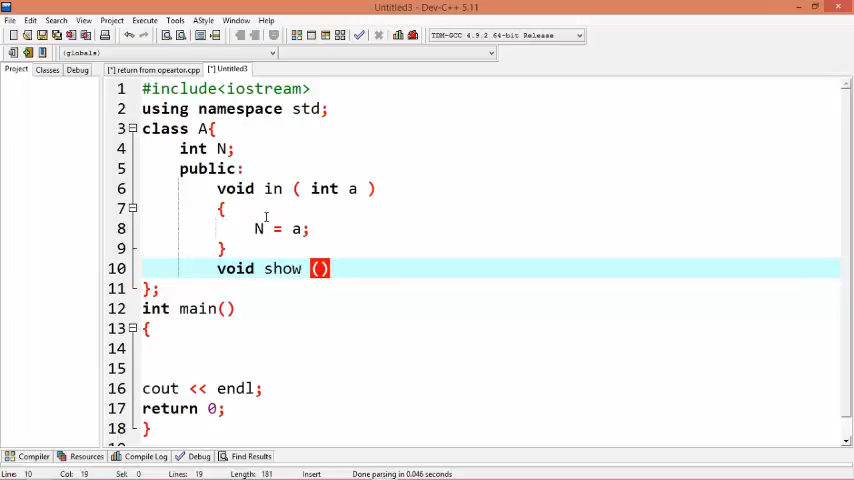 Untitled3 - Dev-C++ 5.11
File Edit Search View Project Execute Tools AStyle Window Help
TDM-GCC 4.9.2 64-bit Release
(globals)
Project Classes Debug [*] return from opeartor.cpp [*] Untitled3
1 #include<iostream>
2 using namespace std;
3 class A{
4 int N;
5 public:
6 void in ( int a )
7 {
8 N = a;
9 }
10 void show ()
11 };
12 int main()
13 {
14
15
16 cout << endl;
17 return 0;
18 }
19
Compiler Resources Compile Log Debug Find Results
Line: 10 Col: 19 Sel: 0 Lines: 19 Length: 181 Insert Done parsing in 0.046 seconds